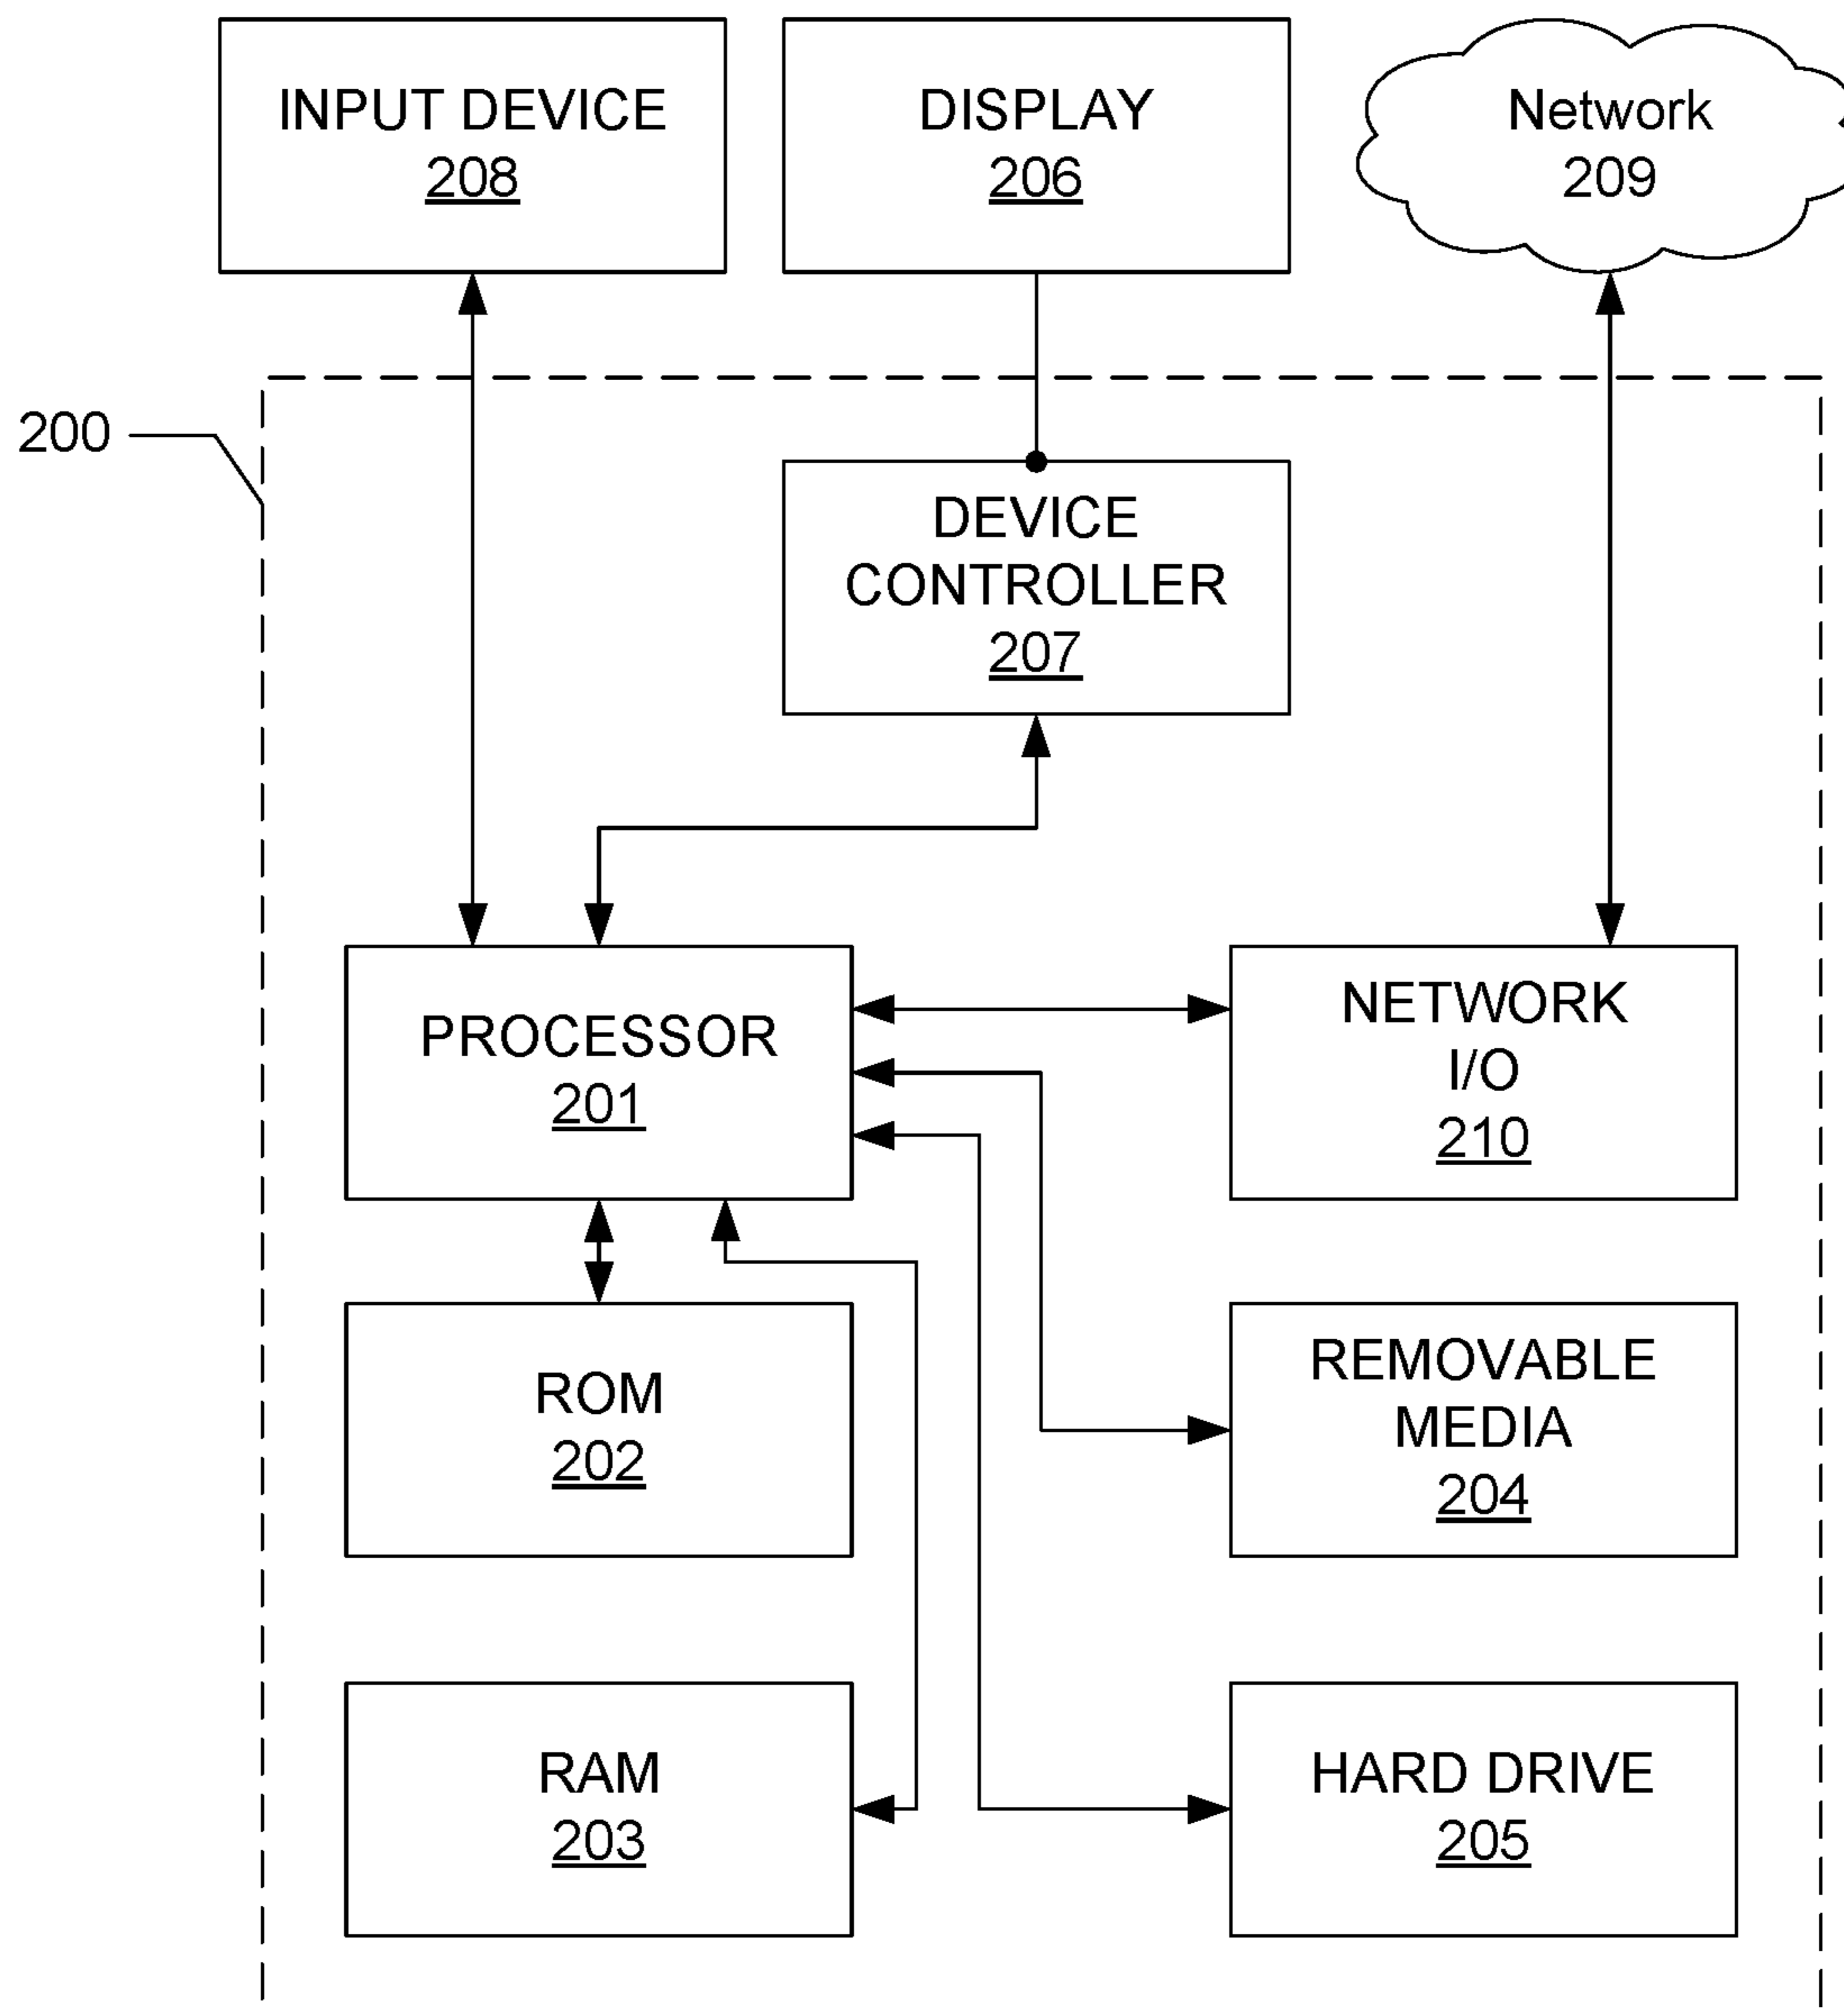 INPUT DEVICE
208
DISPLAY
206
Network
209
200
DEVICE
CONTROLLER
207
PROCESSOR
201
NETWORK
I/O
210
ROM
202
REMOVABLE
MEDIA
204
RAM
203
HARD DRIVE
205